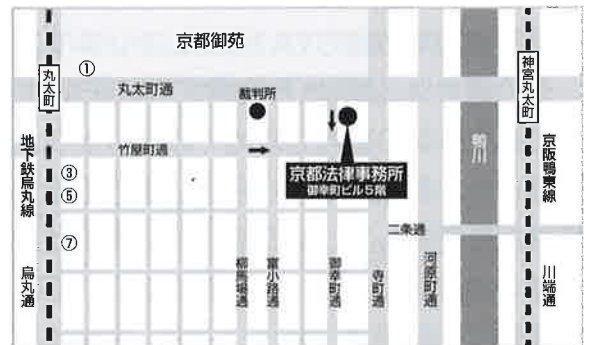 京都御苑
①
丸太町
丸太町通
裁判所
神宮丸太町
地下鉄烏丸線
竹屋町通
③
⑤
京都法律事務所
御幸町ビル5階
鴨川
京阪鴨東線
⑦
二条通
烏丸通
柳馬場通
富小路通
御幸町通
寺町通
河原町通
川端通